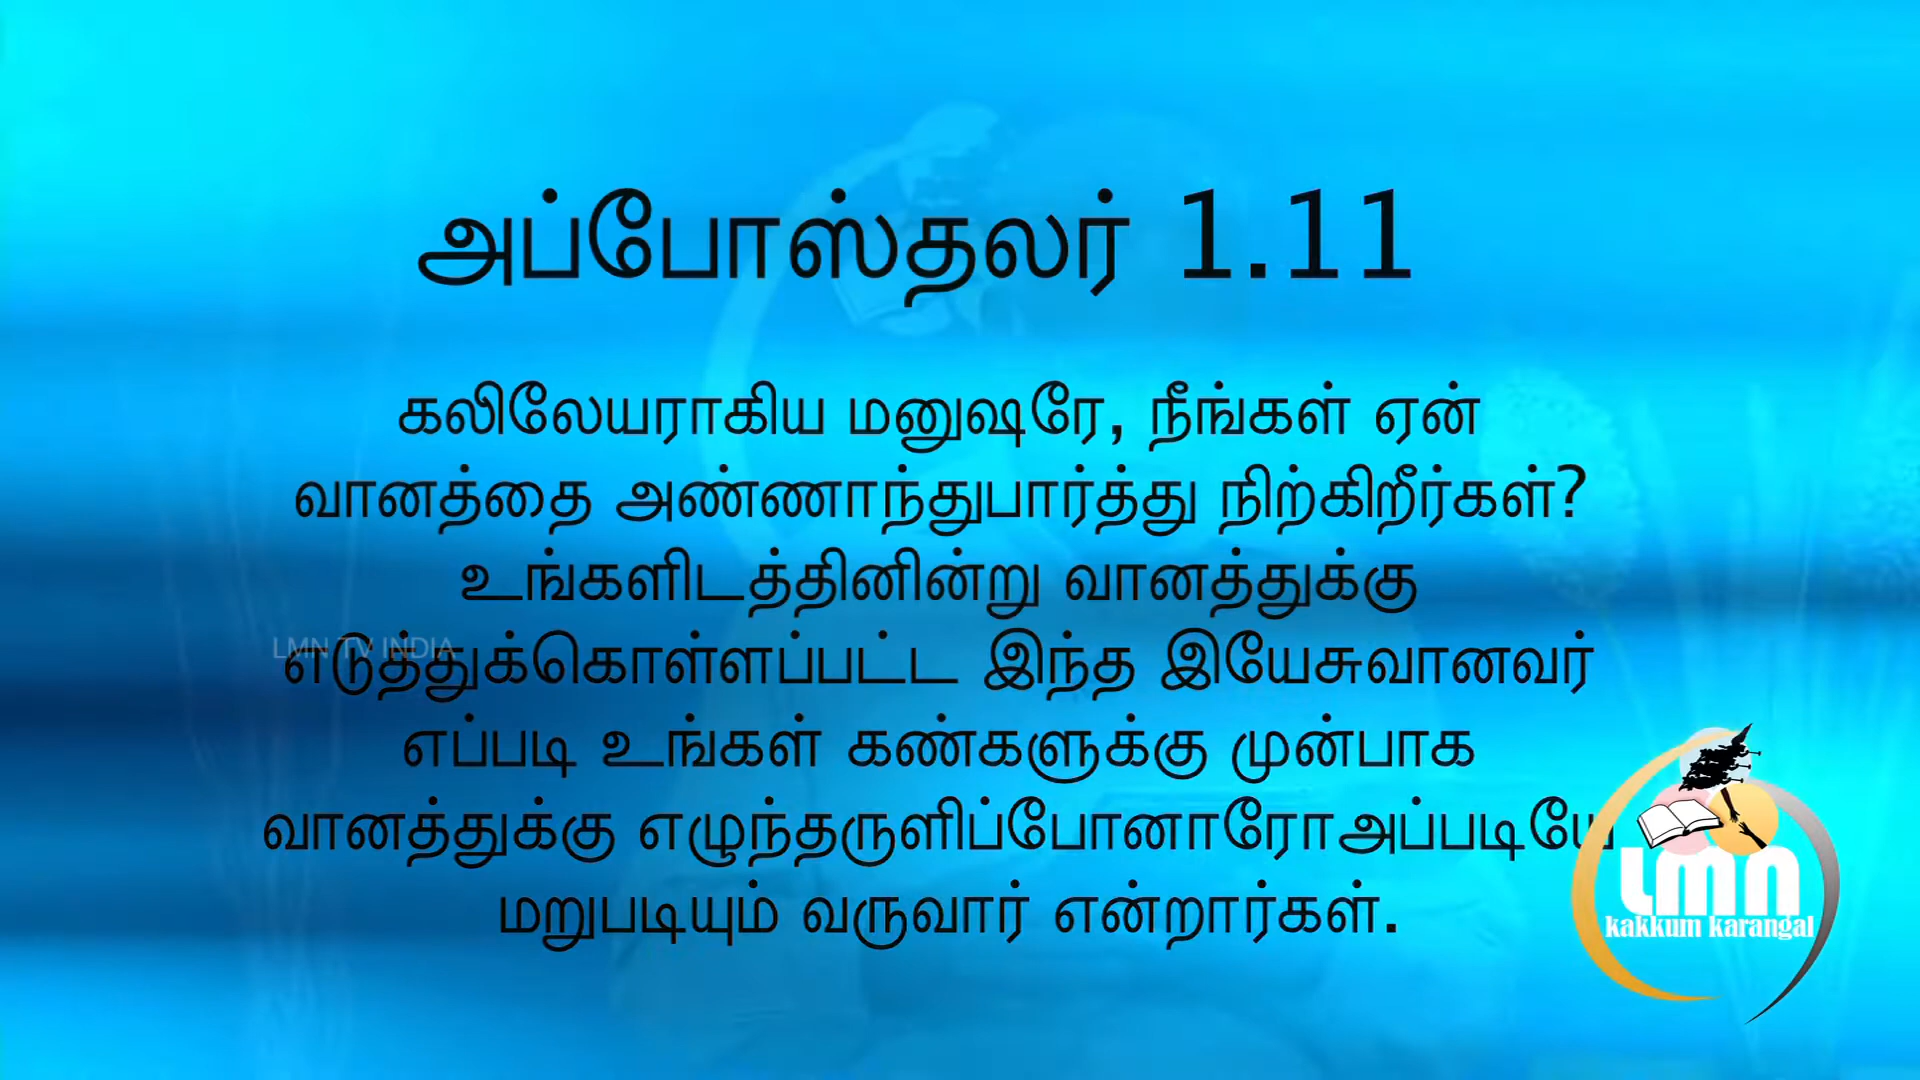 அப்போஸ்தலர் 1.11
கலிலேயராகிய மனுஷரே, நீங்கள் ஏன்
வானத்தை அண்ணாந்துபார்த்து நிற்கிறீர்கள்?
உங்களிடத்தினின்று வானத்துக்கு
LMN TV INDIA
எடுத்துக்கொள்ளப்பட்ட இந்த இயேசுவானவர்
எப்படி உங்கள் கண்களுக்கு முன்பாக
வானத்துக்கு எழுந்தருளிப்போனாரோஅப்படியே
மறுபடியும் வருவார் என்றார்கள்.
LMN
kakkum karangal